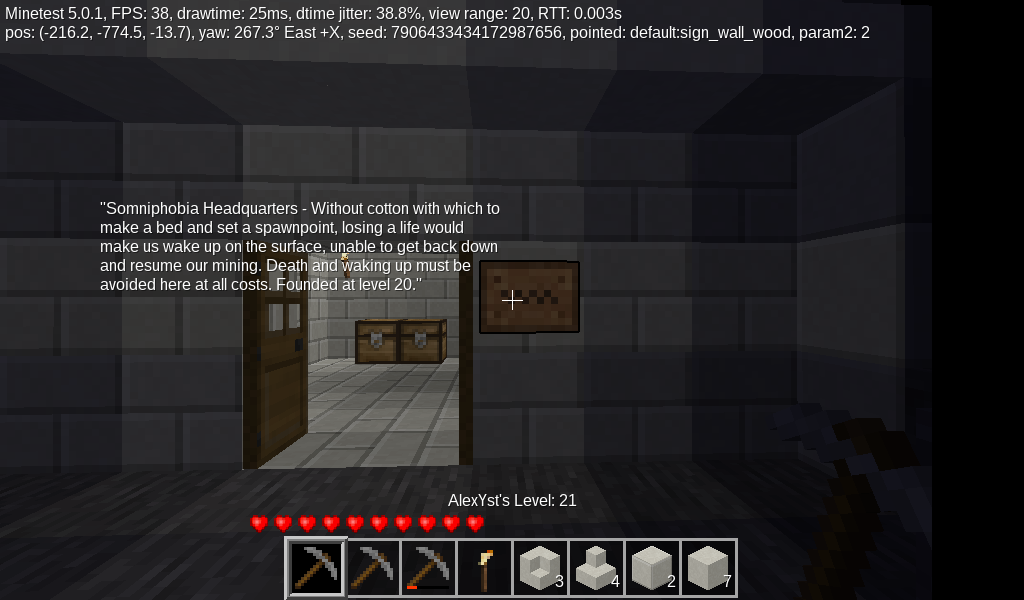 Minetest 5.0.1, FPS: 38, drawtime: 25ms, dtime jitter: 38.8%, view range: 20, RTT: 0.003s
pos: (-216.2, -774.5, -13.7), yaw: 267.3° East +X, seed: 7906433434172987656, pointed: default:sign_wall_wood, param2: 2
"Somniphobia Headquarters - Without cotton with which to
make a bed and set a spawnpoint, losing a life would
make us wake up on the surface, unable to get back down
and resume our mining. Death and waking up must be
avoided here at all costs. Founded at level 20."
AlexYst's Level: 21
3 4 2 7